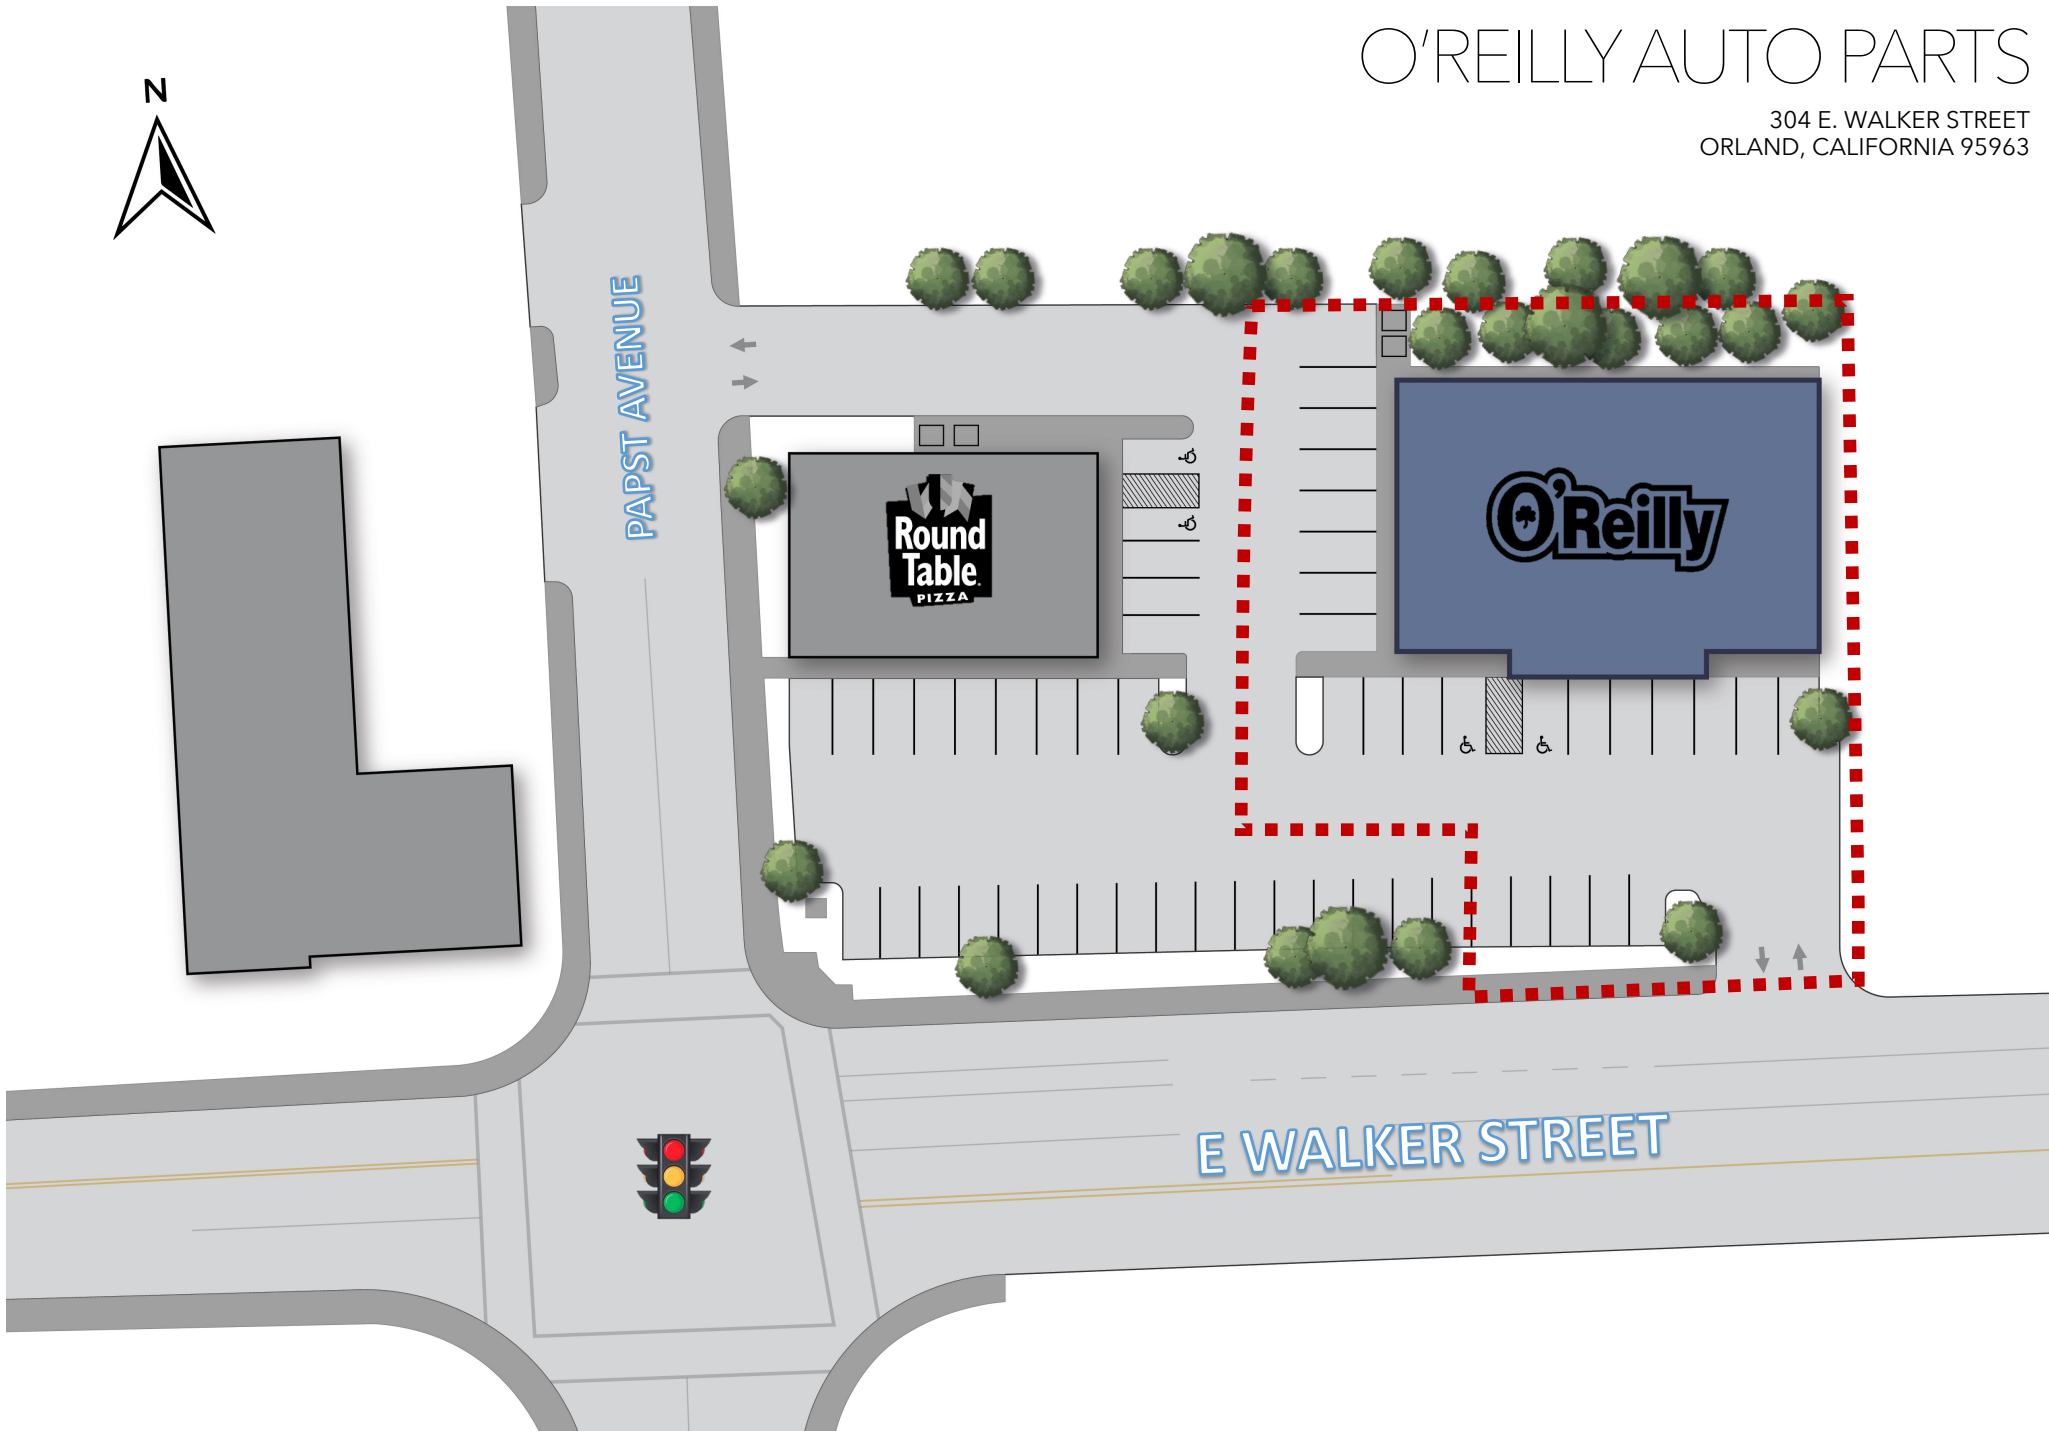 O'REILLY AUTO PARTS
304 E. WALKER STREET
ORLAND, CALIFORNIA 95963
N
PAPST AVENUE
Round
Table
PIZZA
O'Reilly
E WALKER STREET